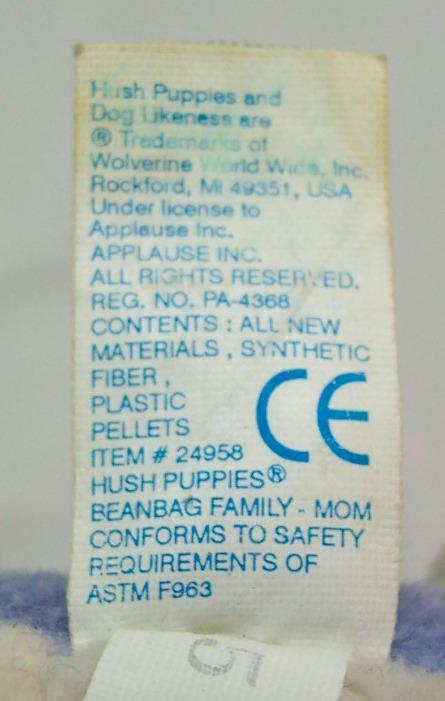 Hush Puppies and
Dog Likeness are
® Trademarks of
Wolverine World Wide, Inc.
Rockford, MI 49351, USA
Under license to
Applause Inc.
APPLAUSE INC.
ALL RIGHTS RESERVED.
REG. NO. PA-4368
CONTENTS : ALL NEW
MATERIALS , SYNTHETIC
FIBER ,
PLASTIC
PELLETS
CE
ITEM # 24958
HUSH PUPPIES®
BEANBAG FAMILY - MOM
CONFORMS TO SAFETY
REQUIREMENTS OF
ASTM F963
5